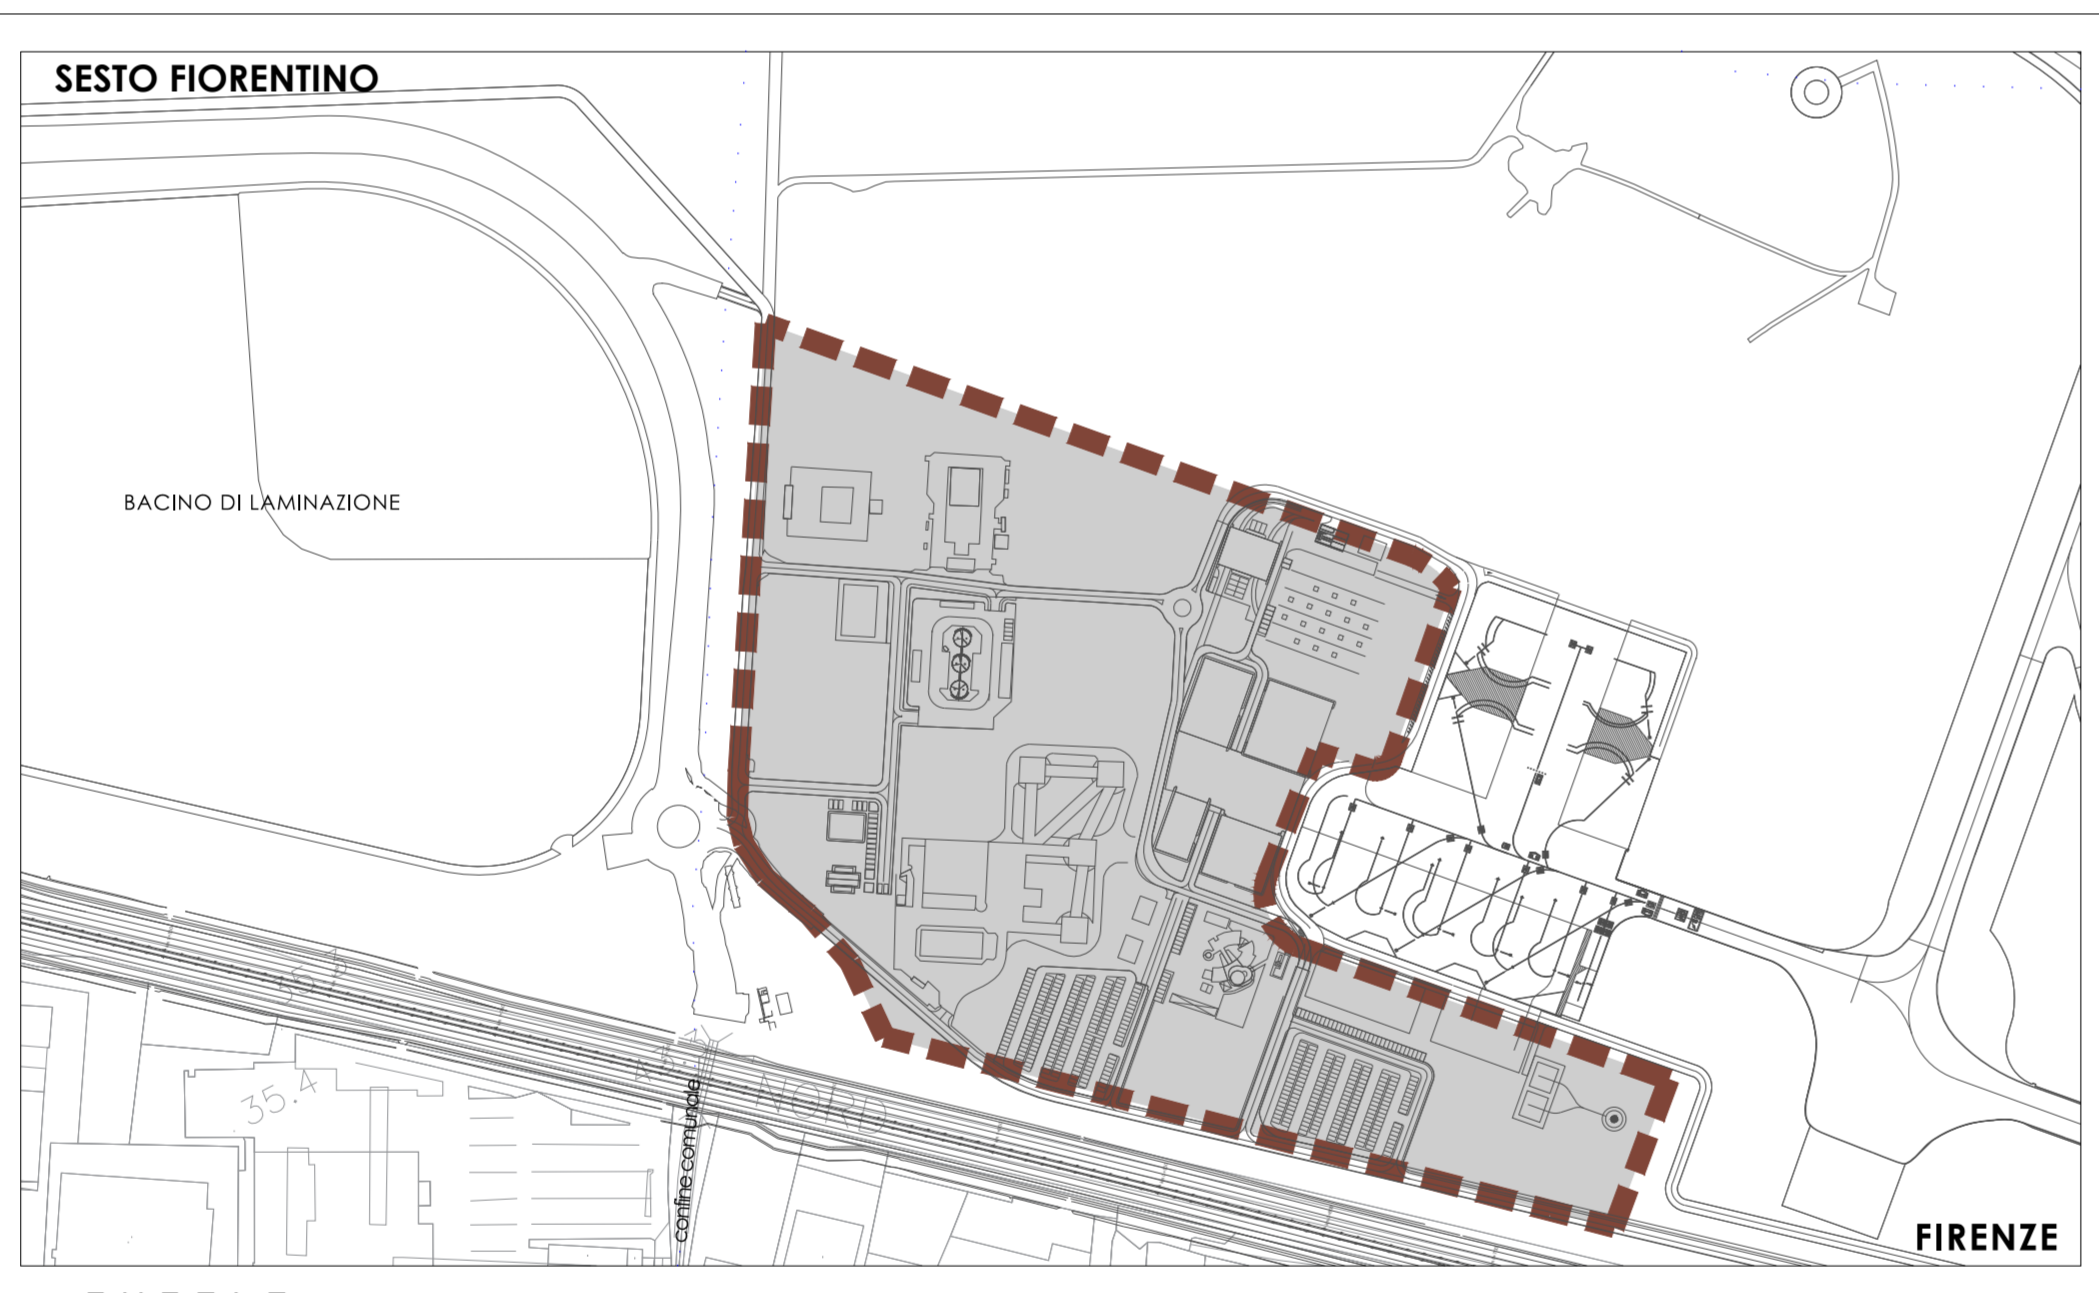 SESTO FIORENTINO
BACINO DI LAMINAZIONE
35.4
NORD
confine comunale
FIRENZE